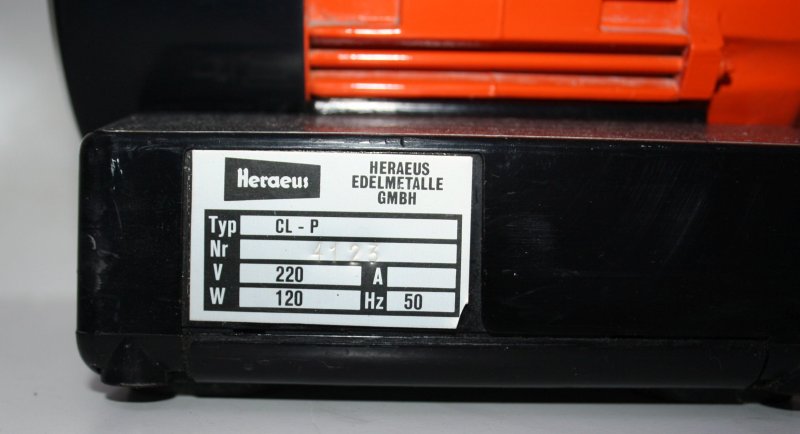 Heraeus
HERAEUS
EDELMETALLE
GMBH
Typ CL - P
Nr 4123
V 220 A
W 120 Hz 50